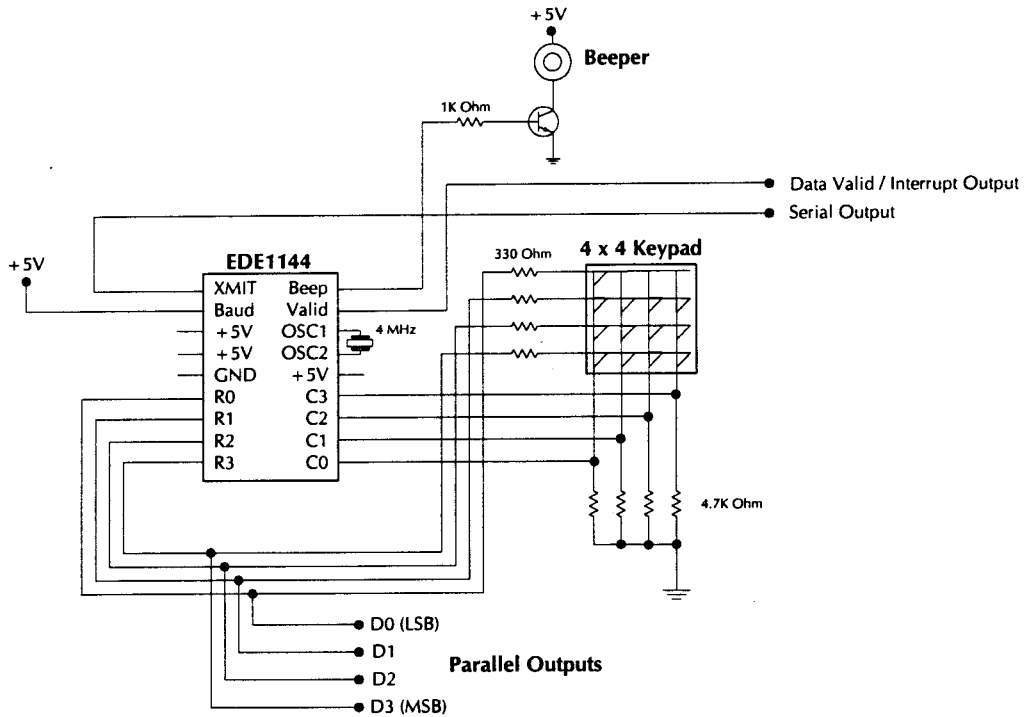 +5V
Beeper
1K Ohm
Data Valid / Interrupt Output
Serial Output
+5V
EDE1144
330 Ohm
4 x 4 Keypad
XMIT Beep
Baud Valid
+5V OSC1
4 MHz
+5V OSC2
GND +5V
R0 C3
R1 C2
R2 C1
R3 C0
4.7K Ohm
D0 (LSB)
D1
Parallel Outputs
D2
D3 (MSB)